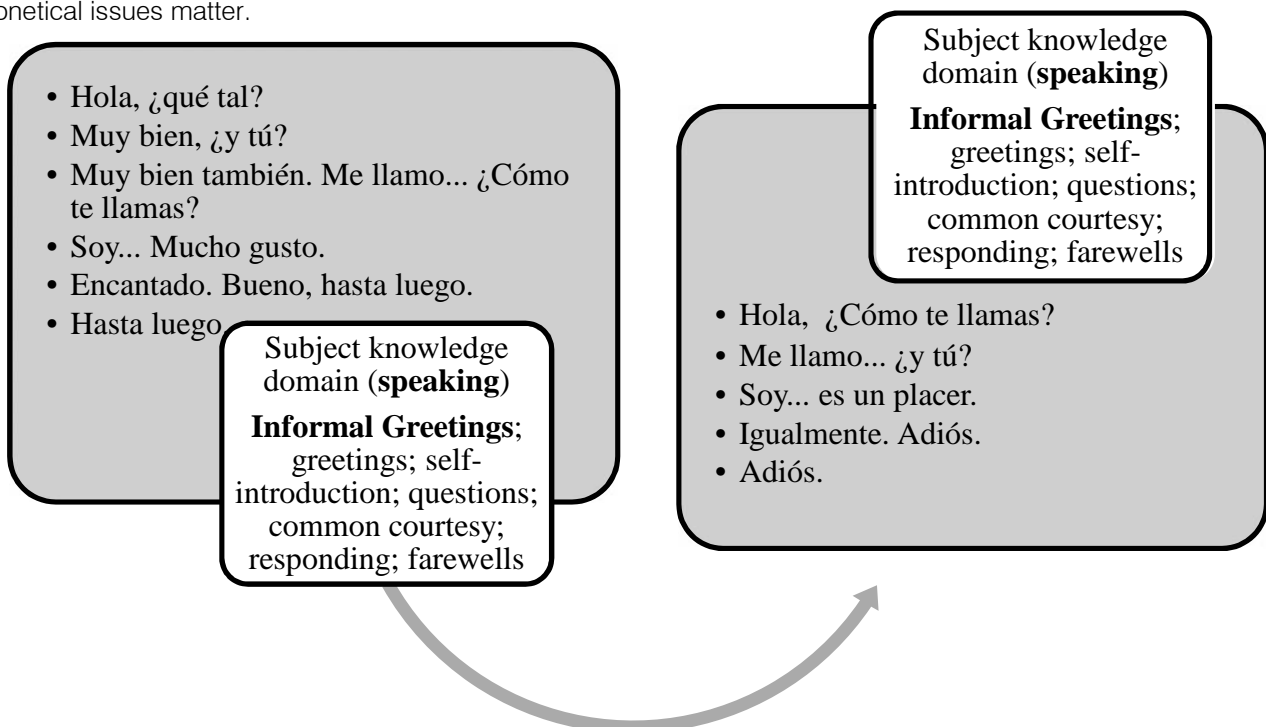 onetical issues matter.
• Hola, ¿qué tal?
• Muy bien, ¿y tú?
• Muy bien también. Me llamo... ¿Cómo
te llamas?
• Soy... Mucho gusto.
• Encantado. Bueno, hasta luego.
• Hasta luego.
Subject knowledge
domain (speaking)
Informal Greetings;
greetings; self-
introduction; questions;
common courtesy;
responding; farewells
Subject knowledge
domain (speaking)
Informal Greetings;
greetings; self-
introduction; questions;
common courtesy;
responding; farewells
• Hola, ¿Cómo te llamas?
• Me llamo... ¿y tú?
• Soy... es un placer.
• Igualmente. Adiós.
• Adiós.